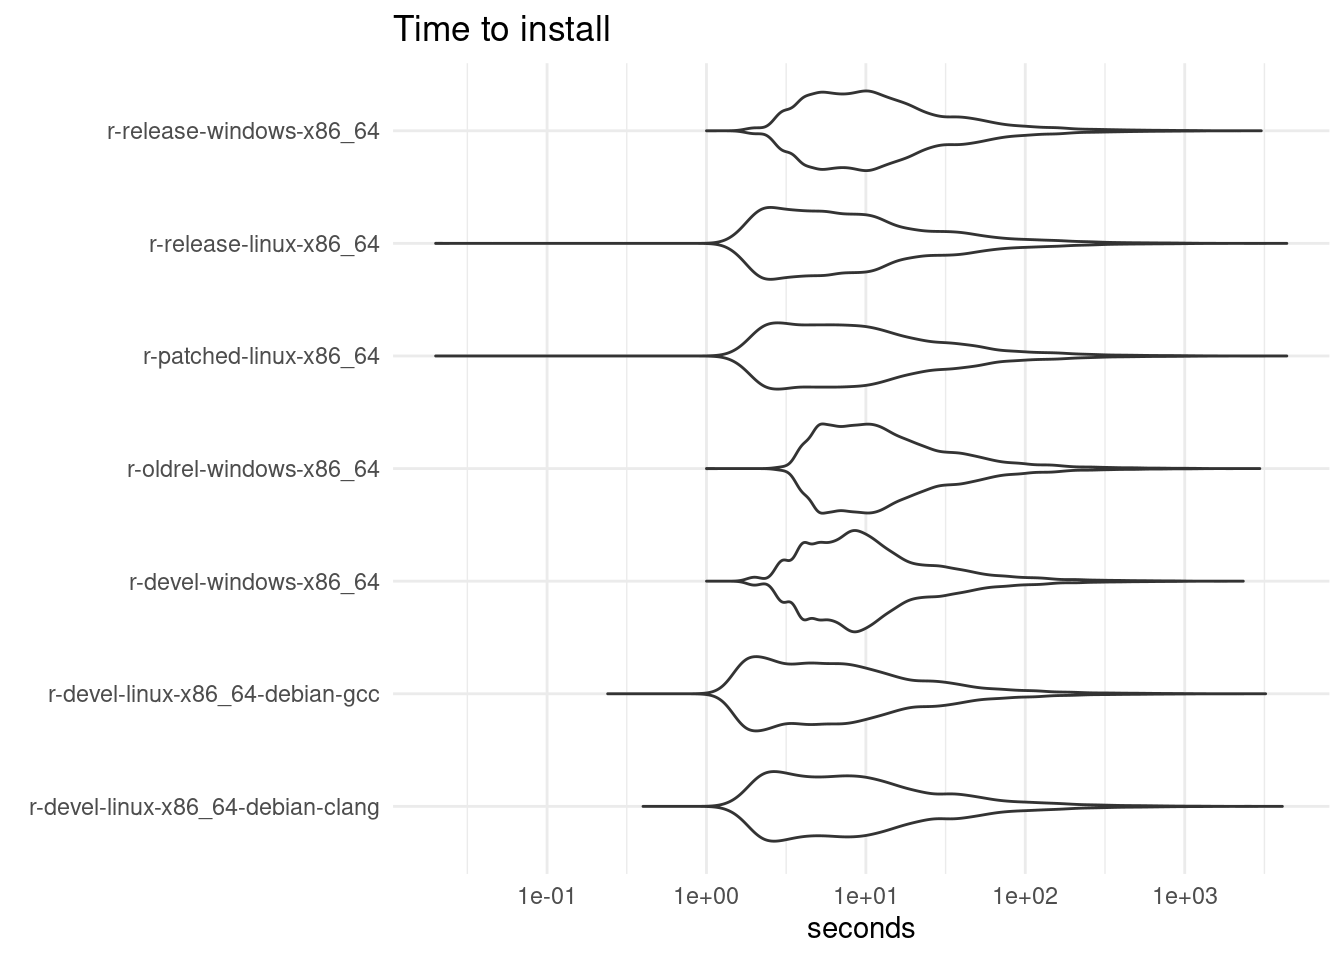 Time to install
r-release-windows-x86_64
r-release-linux-x86_64
r-patched-linux-x86_64
r-oldrel-windows-x86_64
r-devel-windows-x86_64
r-devel-linux-x86_64-debian-gcc
r-devel-linux-x86_64-debian-clang
1e-01 1e+00 1e+01 1e+02 1e+03
seconds